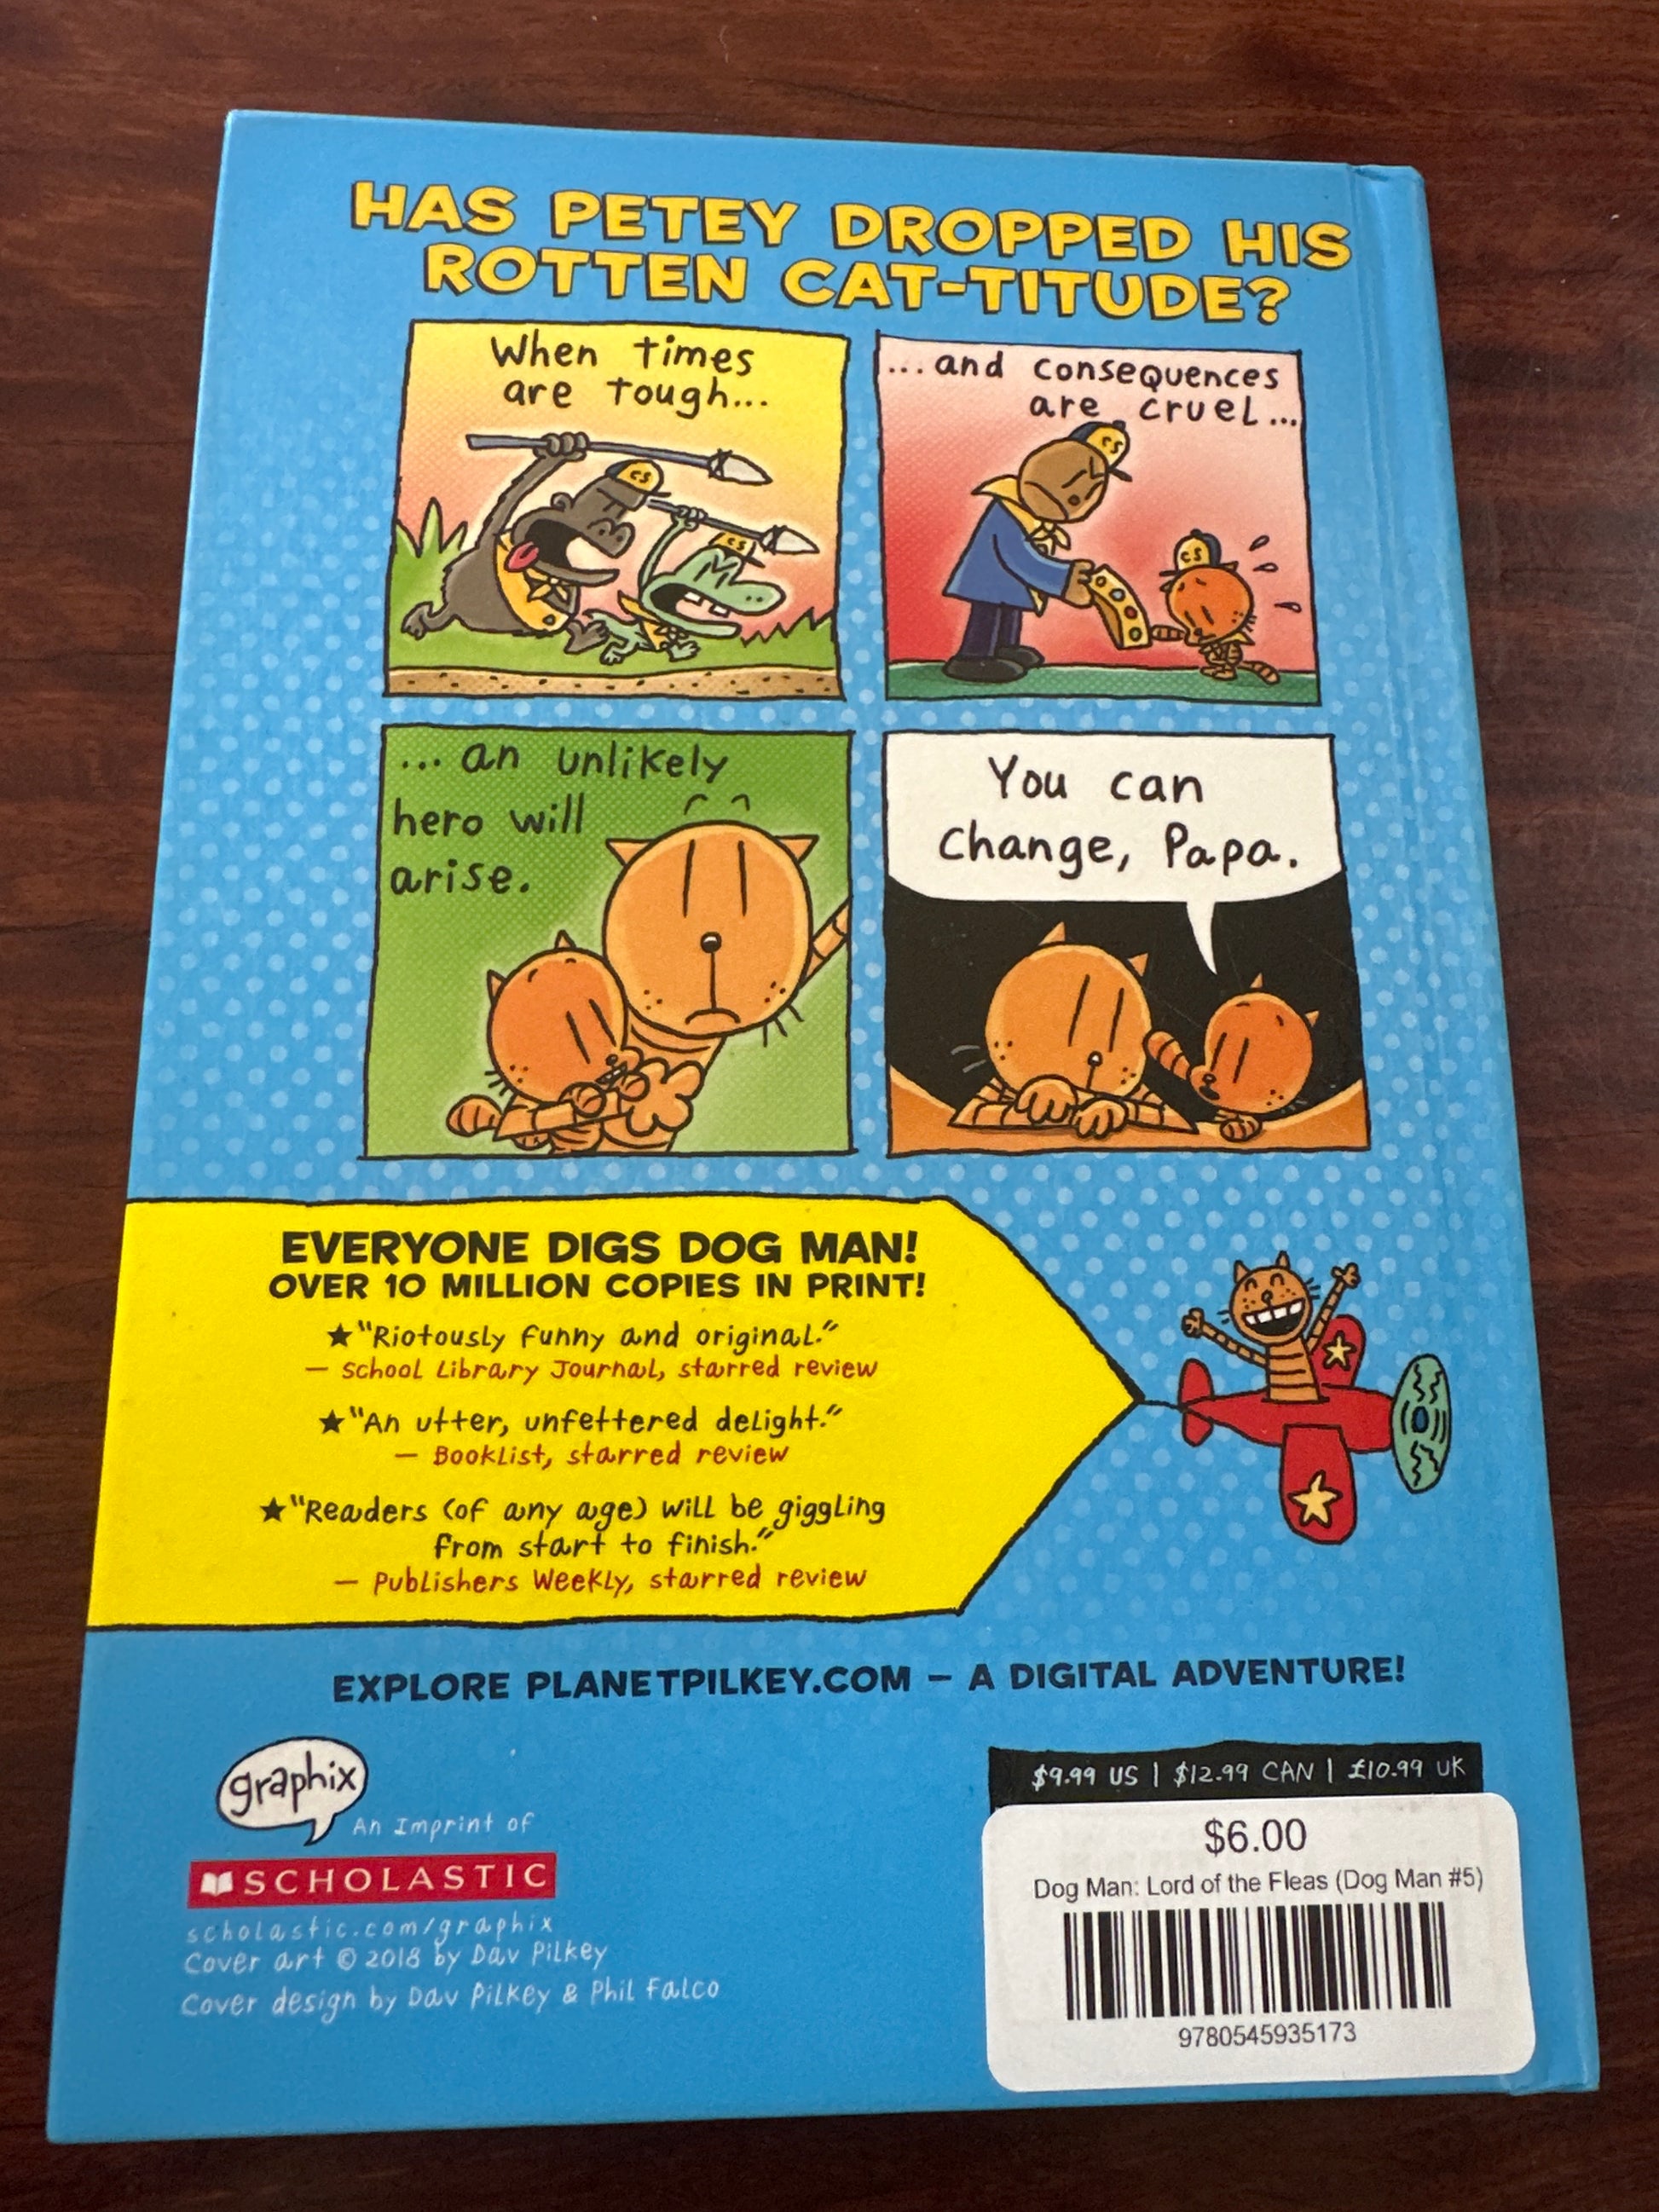 HAS PETEY DROPPED HIS
ROTTEN CAT-TITUDE?
When times
are tough...
...and consequences
are cruel...
CS
CS
CS
CS
...an unlikely
hero will
arise.
You can
change, Papa.
EVERYONE DIGS DOG MAN!
OVER 10 MILLION COPIES IN PRINT!
★"Riotously funny and original."
— School Library Journal, starred review
★"An utter, unfettered delight."
— Booklist, starred review
★"Readers (of any age) will be giggling
from start to finish."
— Publishers Weekly, starred review
EXPLORE PLANETPILKEY.COM – A DIGITAL ADVENTURE!
graphix
An Imprint of
SCHOLASTIC
scholastic.com/graphix
Cover art © 2018 by Dav Pilkey
Cover design by Dav Pilkey & Phil Falco
$9.99 US | $12.99 CAN | £10.99 UK
$6.00
Dog Man: Lord of the Fleas (Dog Man #5)
9780545935173